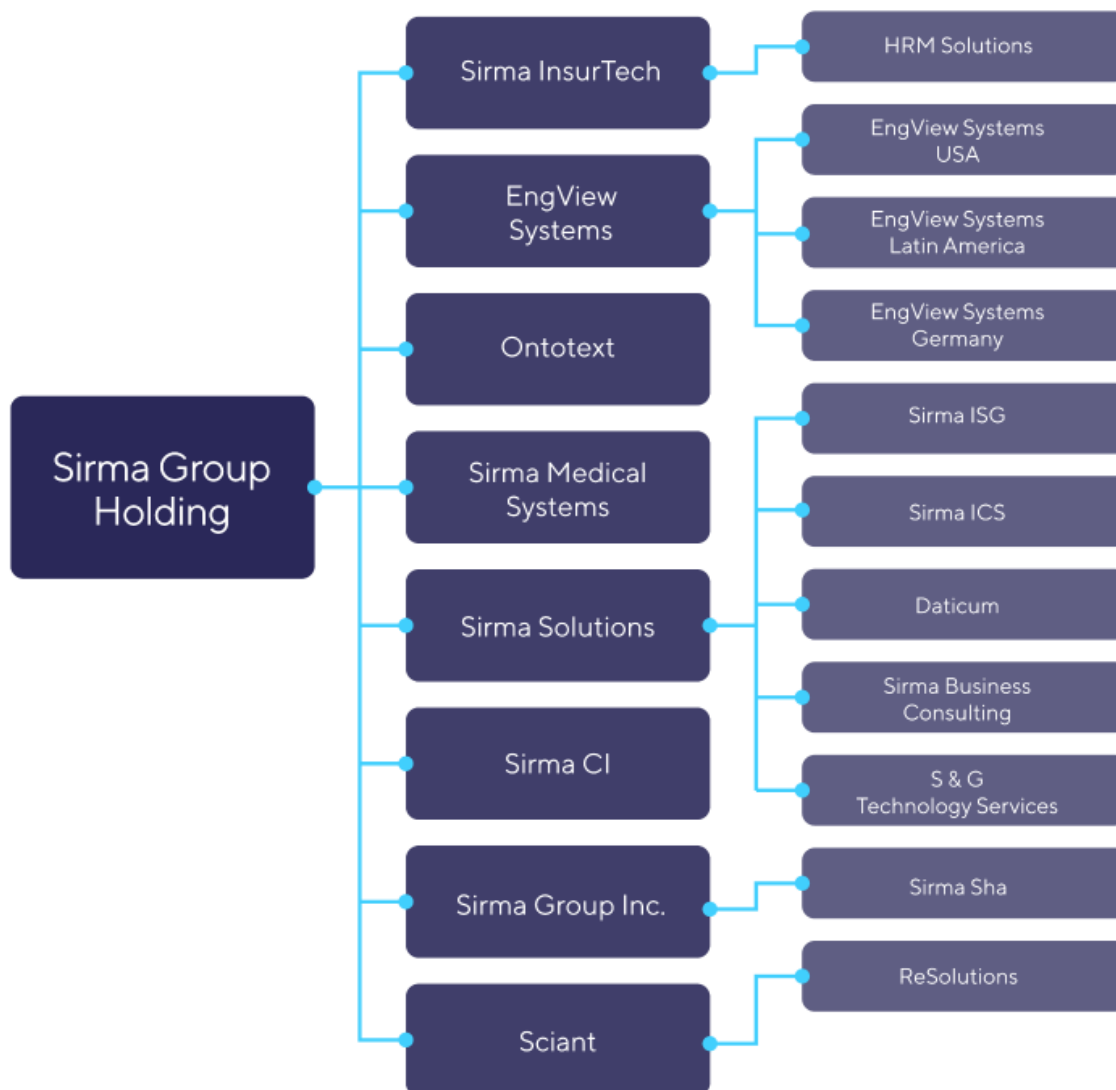 Sirma Group
Holding
Sirma InsurTech
EngView
Systems
Ontotext
Sirma Medical
Systems
Sirma Solutions
Sirma CI
Sirma Group Inc.
Sciant
HRM Solutions
EngView Systems
USA
EngView Systems
Latin America
EngView Systems
Germany
Sirma ISG
Sirma ICS
Daticum
Sirma Business
Consulting
S & G
Technology Services
Sirma Sha
ReSolutions